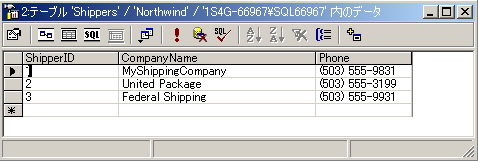 2:テーブル 'Shippers' / 'Northwind' / '1S4G-66967¥SQL66967' 内のデータ
SQL
SQL
ShipperID CompanyName Phone
1 MyShippingCompany (503) 555-9831
2 United Package (503) 555-3199
3 Federal Shipping (503) 555-9931